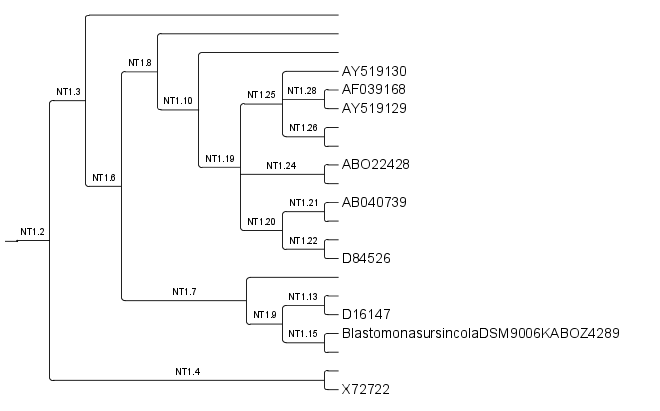 NT1.8
NT1.3
AY519130
NT1.25
NT1.28
AF039168
NT1.10
AY519129
NT1.26
NT1.19
ABO22428
NT1.24
NT1.6
NT1.21
AB040739
NT1.20
NT1.2
NT1.22
D84526
NT1.7
NT1.13
D16147
NT1.9
NT1.15
BlastomonasursincolaDSM9006KABOZ4289
NT1.4
X72722